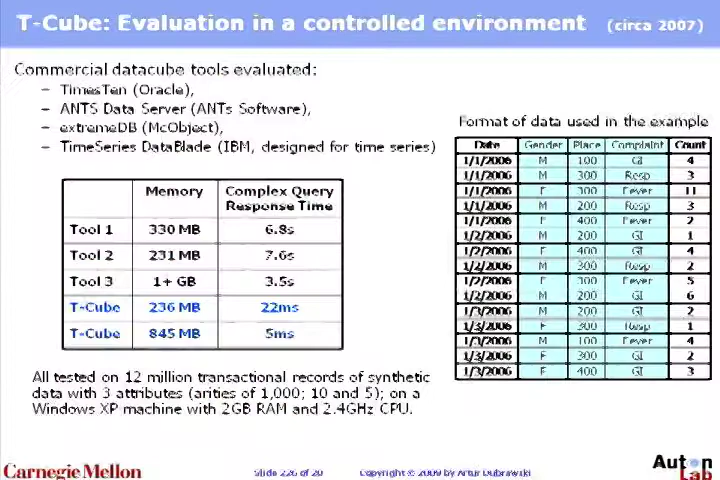 T-Cube: Evaluation in a controlled environment (circa 2007)
Commercial datacube tools evaluated:
– TimesTen (Oracle),
– ANTS Data Server (ANTs Software),
– extremeDB (McObject),
– TimeSeries DataBlade (IBM, designed for time series)
Memory Complex Query Response Time
Tool 1 330 MB 6.8s
Tool 2 231 MB 7.6s
Tool 3 1+ GB 3.5s
T-Cube 236 MB 22ms
T-Cube 845 MB 5ms
All tested on 12 million transactional records of synthetic
data with 3 attributes (arities of 1,000; 10 and 5); on a
Windows XP machine with 2GB RAM and 2.4GHz CPU.
Format of data used in the example
Date Gender Place Complaint Count
1/1/2006 M 100 GI 4
1/1/2006 M 300 Resp 3
1/1/2006 F 300 Fever 11
1/1/2006 M 200 Resp 3
1/1/2006 F 400 Fever 2
1/2/2006 M 200 GI 1
1/2/2006 F 400 GI 4
1/2/2006 M 300 Resp 2
1/2/2006 F 300 Fever 5
1/2/2006 M 200 GI 6
1/3/2006 M 200 GI 2
1/3/2006 F 300 Resp 1
1/3/2006 M 100 Fever 4
1/3/2006 F 300 GI 2
1/3/2006 F 400 GI 3
Carnegie Mellon
Slide 226 of 20
Copyright © 2009 by Artur Dubrawski
Auton
Lab